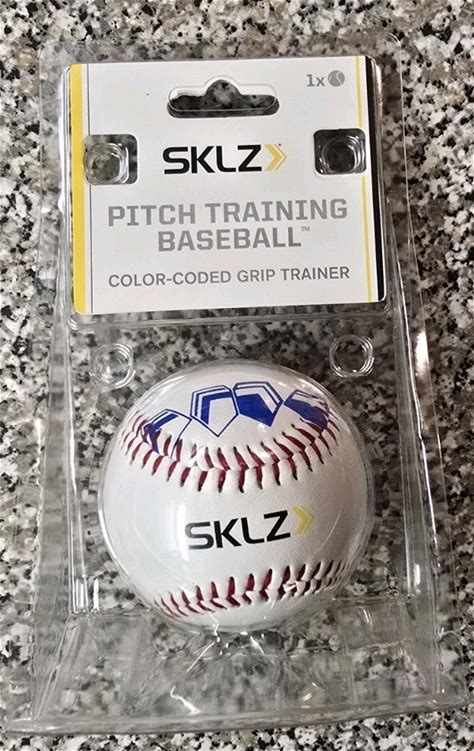 1x
SKLZ
PITCH TRAINING
BASEBALL™
COLOR-CODED GRIP TRAINER
SKLZ